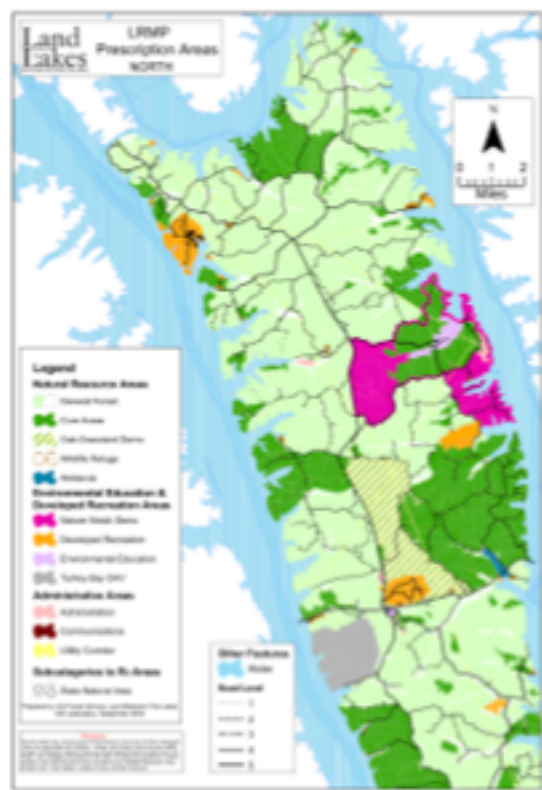 Land
Lakes
LRMP
Prescription Areas
NORTH
N
0 1 2
Miles
Legend
Natural Resource Areas
General Forest
Core Areas
Oak-Grassland Demo
Wildlife Refuge
Wetlands
Environmental Education &
Developed Recreation Areas
Nature Watch Demo
Developed Recreation
Environmental Education
Turkey Bay OHV
Administrative Areas
Administration
Communications
Utility Corridor
Subcategories to Rx Areas
State Natural Area
Other Features
Water
Road Level
1
2
3
4
5